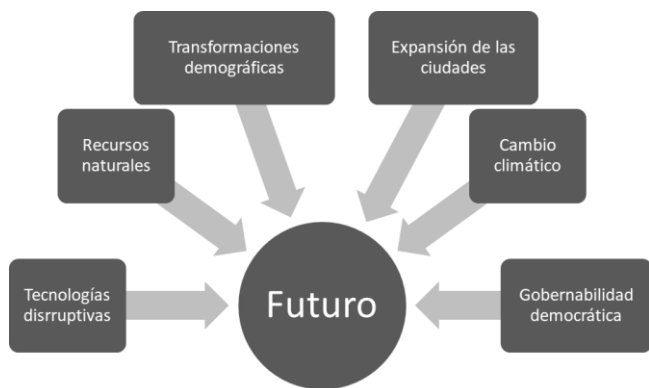 Transformaciones
demográficas
Expansión de las
ciudades
Recursos
naturales
Cambio
climático
Tecnologías
disrruptivas
Futuro
Gobernabilidad
democrática